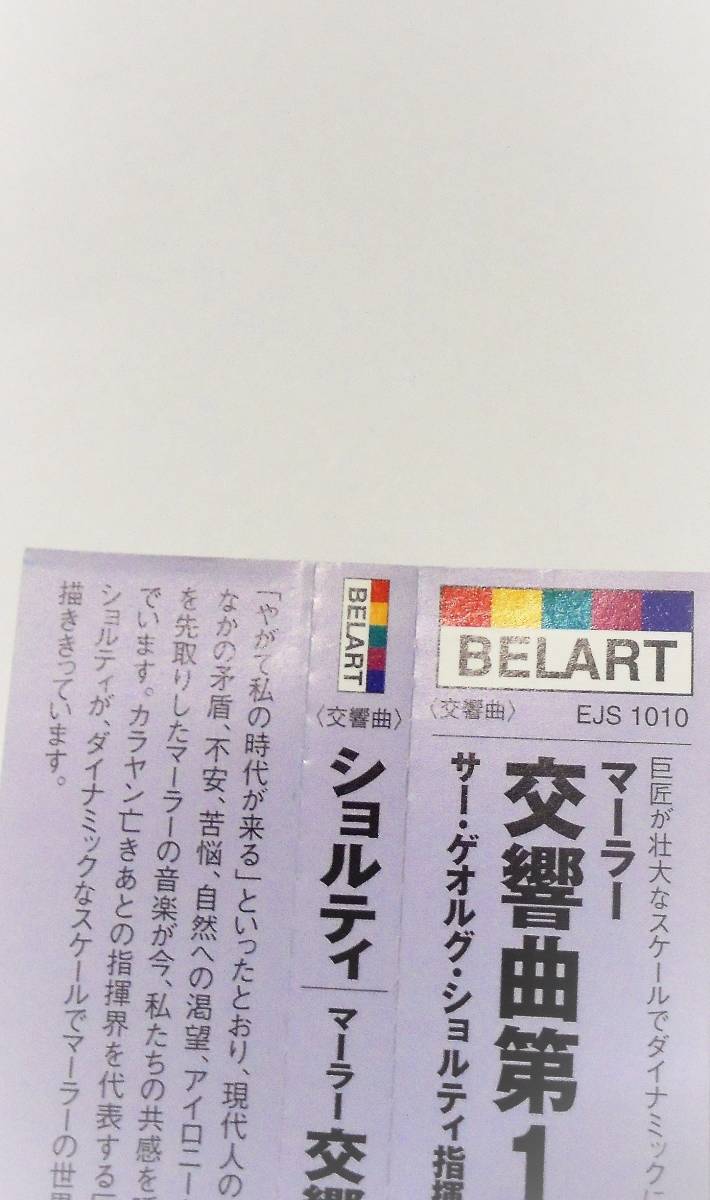 BELART
〈交響曲〉
EJS 1010
巨匠が壮大なスケールでダイナミックに
マーラー
交響曲第1
サー・ゲオルグ・ショルティ指揮
BELART
〈交響曲〉
ショルティ
マーラー 交響
「やがて私の時代が来る」といったとおり、現代人の
なかの矛盾、不安、苦悩、自然への渇望、アイロニー
を先取りしたマーラーの音楽が今、私たちの共感を
でいます。カラヤン亡きあとの指揮界を代表する
ショルティが、ダイナミックなスケールでマーラーの世界
描ききっています。